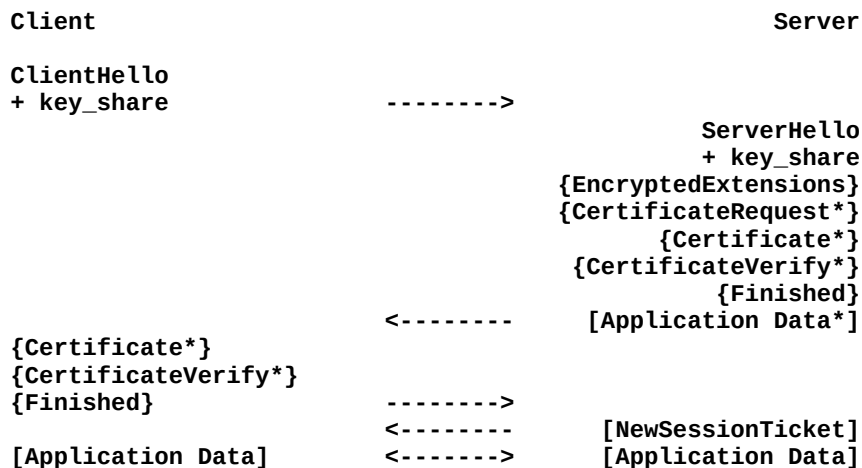 Client                                               Server

ClientHello
+ key_share             -------->
                                                ServerHello
                                                + key_share
                                      {EncryptedExtensions}
                                      {CertificateRequest*}
                                             {Certificate*}
                                       {CertificateVerify*}
                                                 {Finished}
                        <--------       [Application Data*]
{Certificate*}
{CertificateVerify*}
{Finished}              -------->
                        <--------        [NewSessionTicket]
[Application Data]      <------->        [Application Data]